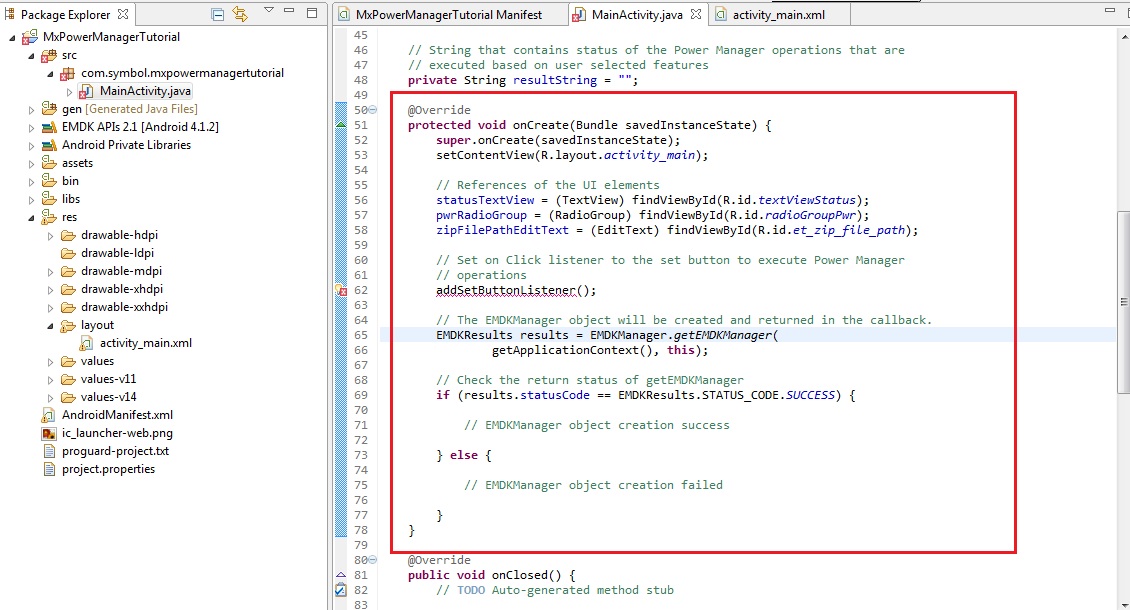 Package Explorer
MxPowerManagerTutorial
src
com.symbol.mxpowermanagertutorial
MainActivity.java
gen [Generated Java Files]
EMDK APIs 2.1 [Android 4.1.2]
Android Private Libraries
assets
bin
libs
res
drawable-hdpi
drawable-ldpi
drawable-mdpi
drawable-xhdpi
drawable-xxhdpi
layout
activity_main.xml
values
values-v11
values-v14
AndroidManifest.xml
ic_launcher-web.png
proguard-project.txt
project.properties
MxPowerManagerTutorial Manifest
MainActivity.java
activity_main.xml
45
46 // String that contains status of the Power Manager operations that are
47 // executed based on user selected features
48 private String resultString = "";
49
50 @Override
51 protected void onCreate(Bundle savedInstanceState) {
52 super.onCreate(savedInstanceState);
53 setContentView(R.layout.activity_main);
54
55 // References of the UI elements
56 statusTextView = (TextView) findViewById(R.id.textViewStatus);
57 pwrRadioGroup = (RadioGroup) findViewById(R.id.radioGroupPwr);
58 zipFilePathEditText = (EditText) findViewById(R.id.et_zip_file_path);
59
60 // Set on Click listener to the set button to execute Power Manager
61 // operations
62 addSetButtonListener();
63
64 // The EMDKManager object will be created and returned in the callback.
65 EMDKResults results = EMDKManager.getEMDKManager(
66 getApplicationContext(), this);
67
68 // Check the return status of getEMDKManager
69 if (results.statusCode == EMDKResults.STATUS_CODE.SUCCESS) {
70
71 // EMDKManager object creation success
72
73 } else {
74
75 // EMDKManager object creation failed
76
77 }
78 }
79
80 @Override
81 public void onClosed() {
82 // TODO Auto-generated method stub
83